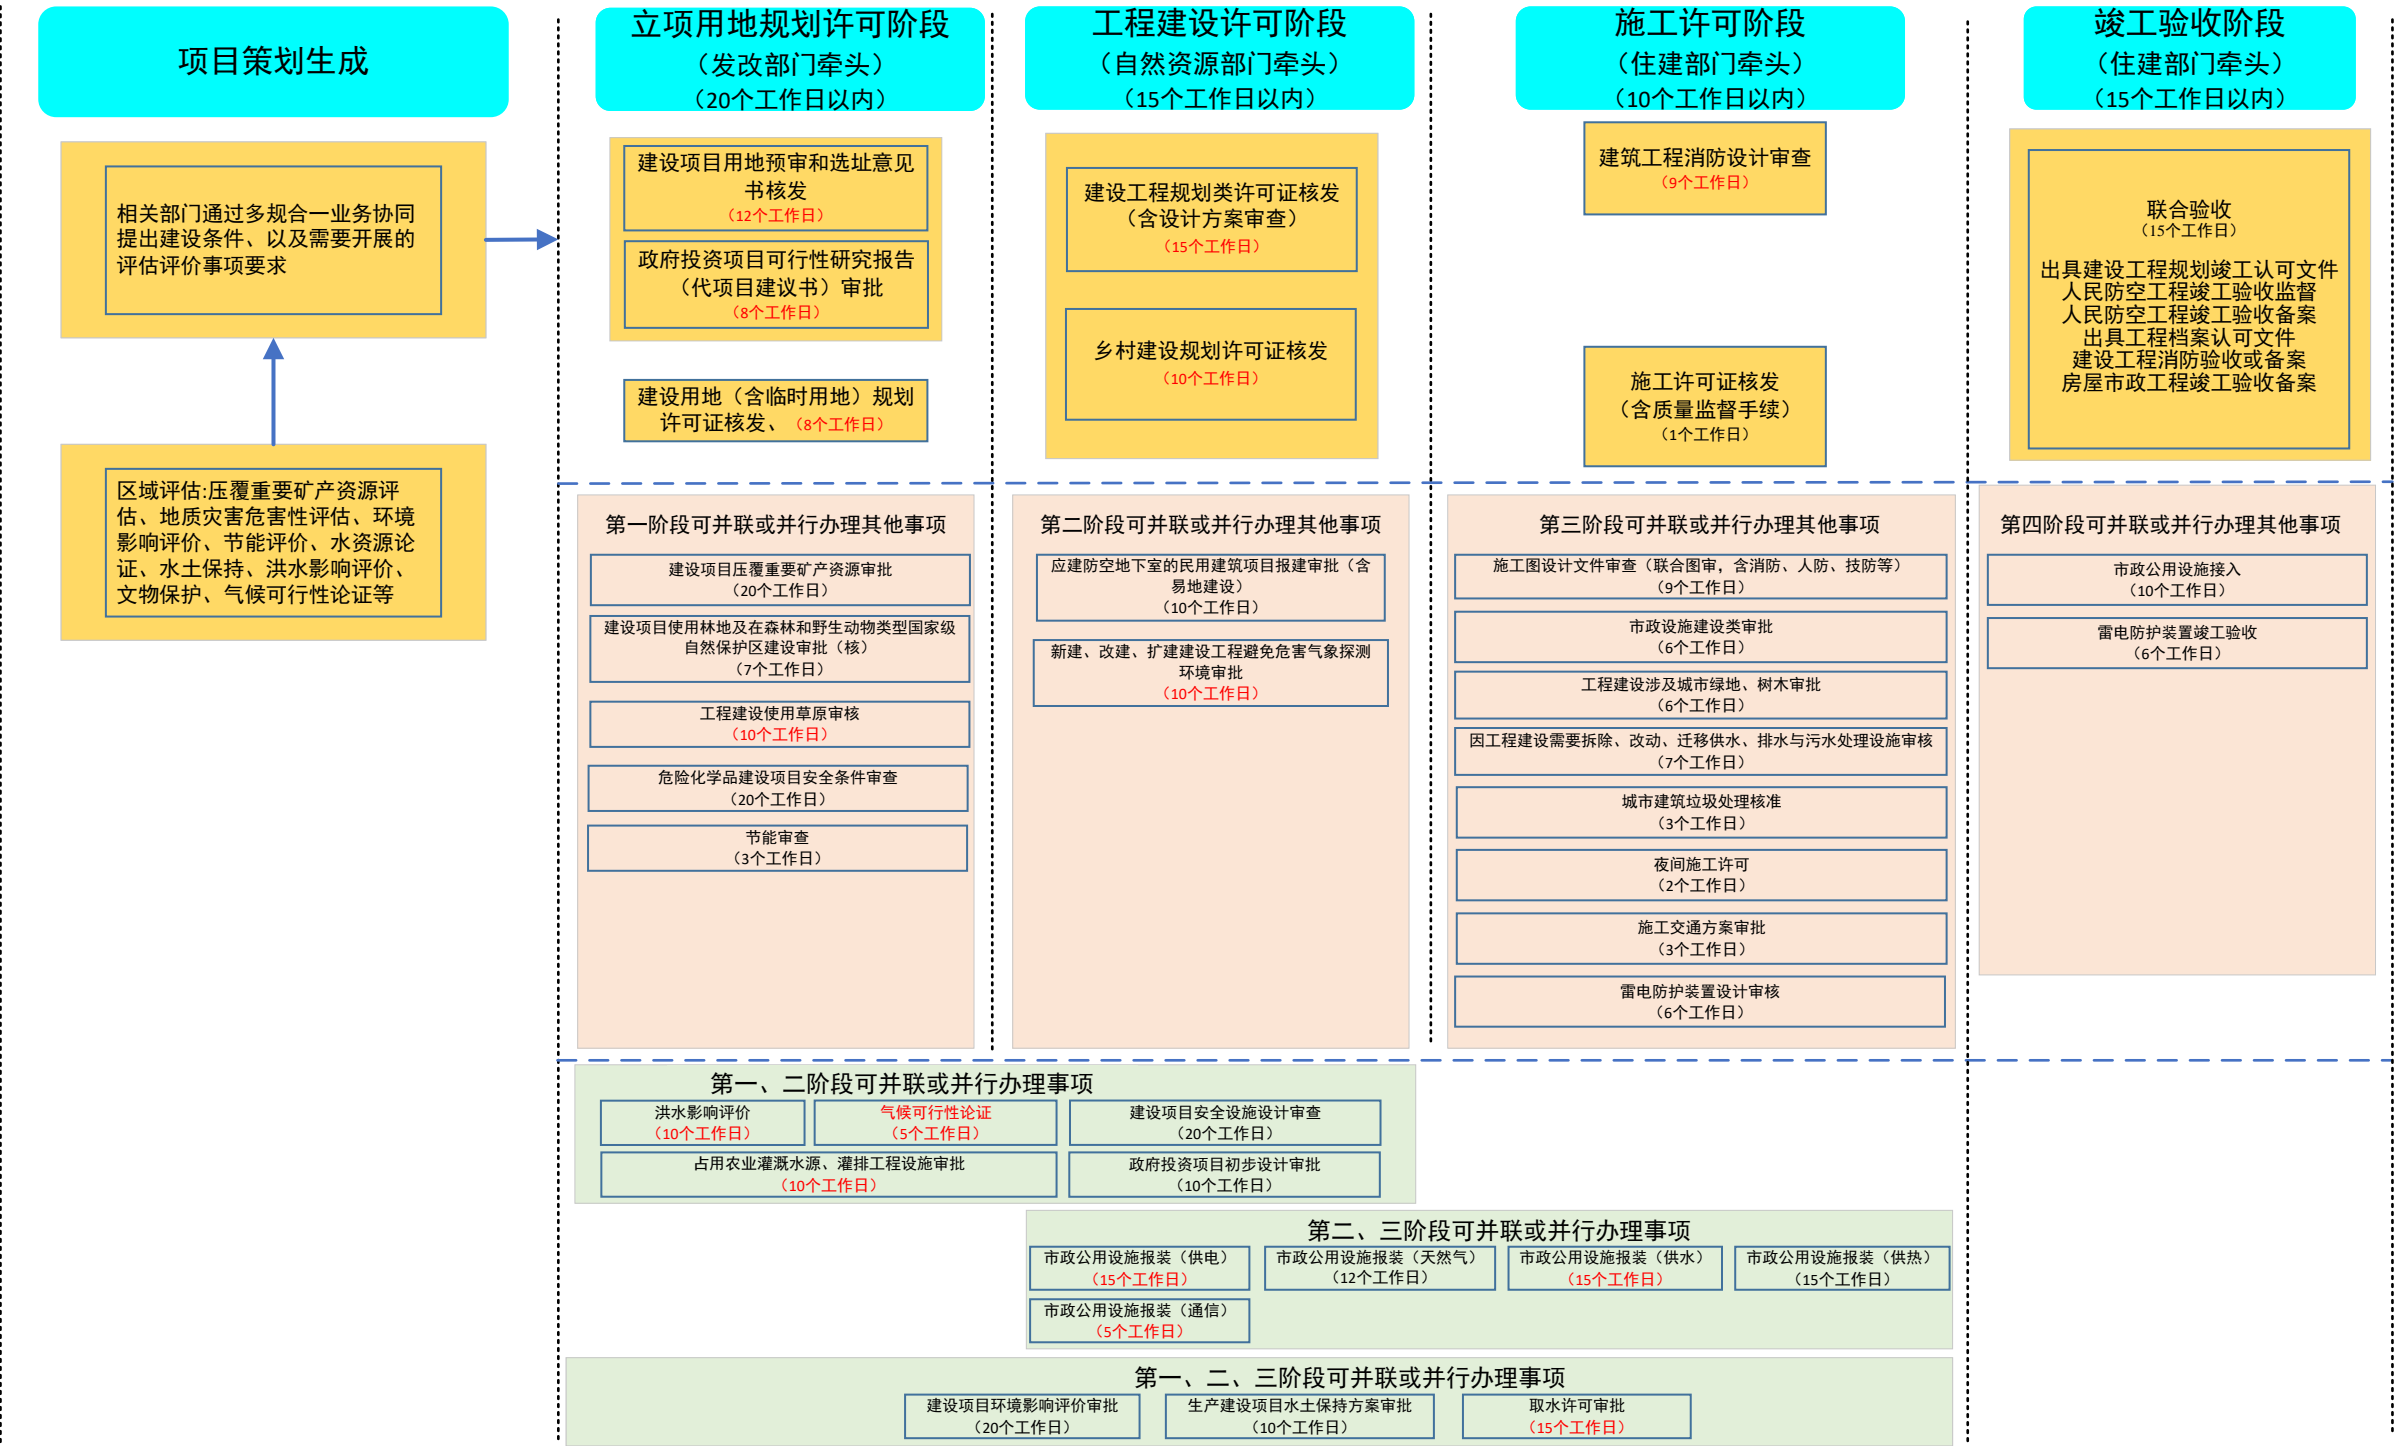 项目策划生成
相关部门通过多规合一业务协同
提出建设条件、以及需要开展的
评估评价事项要求
区域评估:压覆重要矿产资源评
估、地质灾害危害性评估、环境
影响评价、节能评价、水资源论
证、水土保持、洪水影响评价、
文物保护、气候可行性论证等
立项用地规划许可阶段
（发改部门牵头）
（20个工作日以内）
建设项目用地预审和选址意见
书核发
（12个工作日）
政府投资项目可行性研究报告
（代项目建议书）审批
（8个工作日）
建设用地（含临时用地）规划
许可证核发、（8个工作日）
工程建设许可阶段
（自然资源部门牵头）
（15个工作日以内）
建设工程规划类许可证核发
（含设计方案审查）
（15个工作日）
乡村建设规划许可证核发
（10个工作日）
施工许可阶段
（住建部门牵头）
（10个工作日以内）
建筑工程消防设计审查
（9个工作日）
施工许可证核发
（含质量监督手续）
（1个工作日）
竣工验收阶段
（住建部门牵头）
（15个工作日以内）
联合验收
（15个工作日）
出具建设工程规划竣工认可文件
人民防空工程竣工验收监督
人民防空工程竣工验收备案
出具工程档案认可文件
建设工程消防验收或备案
房屋市政工程竣工验收备案
第一阶段可并联或并行办理其他事项
建设项目压覆重要矿产资源审批
（20个工作日）
建设项目使用林地及在森林和野生动物类型国家级
自然保护区建设审批（核）
（7个工作日）
工程建设使用草原审核
（10个工作日）
危险化学品建设项目安全条件审查
（20个工作日）
节能审查
（3个工作日）
第二阶段可并联或并行办理其他事项
应建防空地下室的民用建筑项目报建审批（含
易地建设）
（10个工作日）
新建、改建、扩建建设工程避免危害气象探测
环境审批
（10个工作日）
第三阶段可并联或并行办理其他事项
施工图设计文件审查（联合图审，含消防、人防、技防等）
（9个工作日）
市政设施建设类审批
（6个工作日）
工程建设涉及城市绿地、树木审批
（6个工作日）
因工程建设需要拆除、改动、迁移供水、排水与污水处理设施审核
（7个工作日）
城市建筑垃圾处理核准
（3个工作日）
夜间施工许可
（2个工作日）
施工交通方案审批
（3个工作日）
雷电防护装置设计审核
（6个工作日）
第四阶段可并联或并行办理其他事项
市政公用设施接入
（10个工作日）
雷电防护装置竣工验收
（6个工作日）
第一、二阶段可并联或并行办理事项
洪水影响评价
（10个工作日）
气候可行性论证
（5个工作日）
建设项目安全设施设计审查
（20个工作日）
占用农业灌溉水源、灌排工程设施审批
（10个工作日）
政府投资项目初步设计审批
（10个工作日）
第二、三阶段可并联或并行办理事项
市政公用设施报装（供电）
（15个工作日）
市政公用设施报装（天然气）
（12个工作日）
市政公用设施报装（供水）
（15个工作日）
市政公用设施报装（供热）
（15个工作日）
市政公用设施报装（通信）
（5个工作日）
第一、二、三阶段可并联或并行办理事项
建设项目环境影响评价审批
（20个工作日）
生产建设项目水土保持方案审批
（10个工作日）
取水许可审批
（15个工作日）